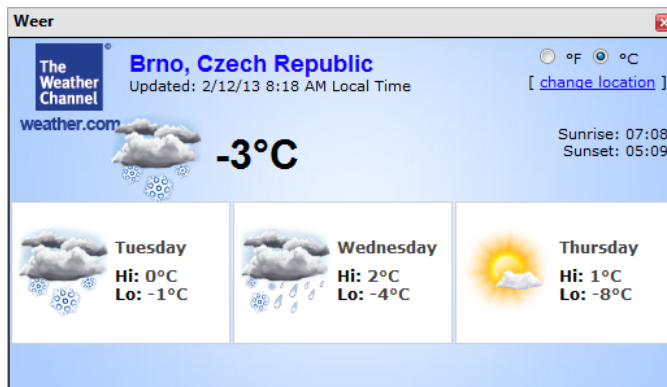 Weer
The
Weather
Channel
weather.com
Brno, Czech Republic
Updated: 2/12/13 8:18 AM Local Time
°F °C
[ change location ]
Sunrise: 07:08
Sunset: 05:09
-3°C
Tuesday
Hi: 0°C
Lo: -1°C
Wednesday
Hi: 2°C
Lo: -4°C
Thursday
Hi: 1°C
Lo: -8°C